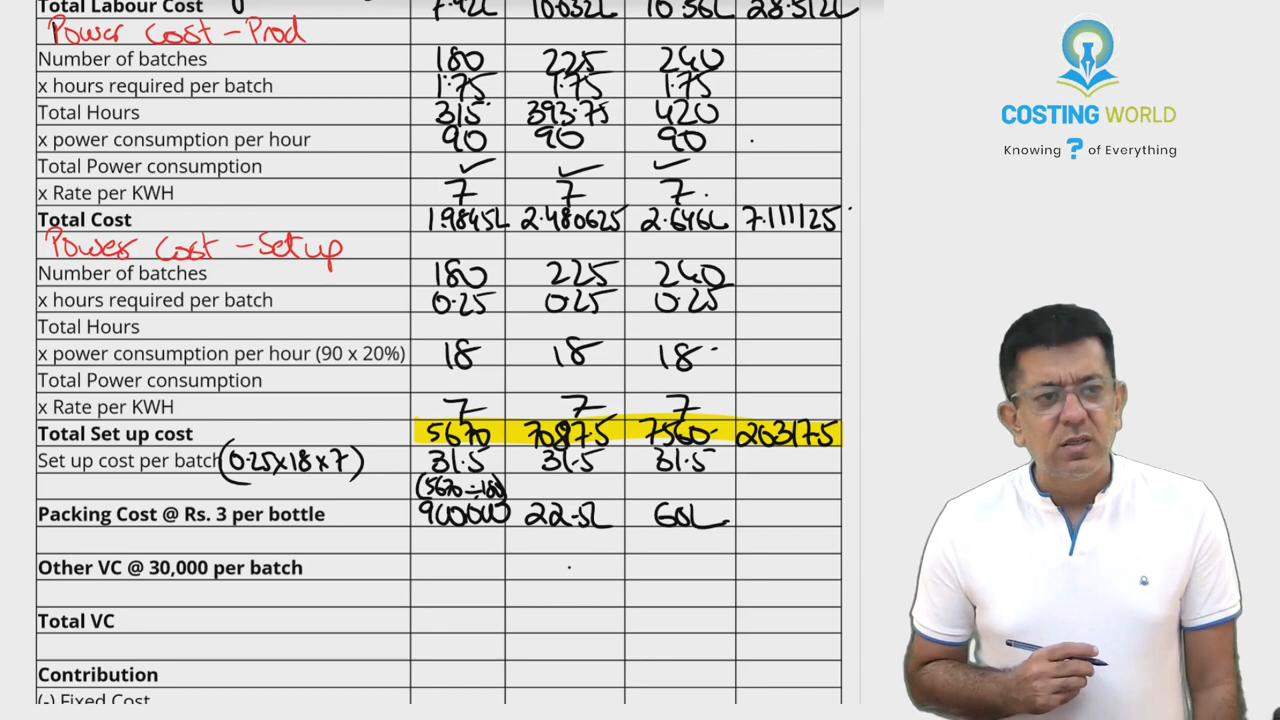 Total Labour Cost 7.92L 10.032L 10.56L 28.512L
Power Cost - Prod
Number of batches 180 225 240
x hours required per batch 1.75 1.75 1.75
Total Hours 315 393.75 420
x power consumption per hour 90 90 90
Total Power consumption ✓ ✓ ✓
x Rate per KWH 7 7 7
Total Cost 1.9845L 2.480625 2.646L 7.111125
Power Cost - Set up
Number of batches 180 225 240
x hours required per batch 0.25 0.25 0.25
Total Hours
x power consumption per hour (90 x 20%) 18 18 18
Total Power consumption
x Rate per KWH 7 7 7
Total Set up cost 5670 7087.5 7560 20317.5
Set up cost per batch (0.25x18x7) 31.5 31.5 31.5
(5670 ÷ 180)
Packing Cost @ Rs. 3 per bottle 900000 22.5L 60L
Other VC @ 30,000 per batch
Total VC
Contribution
(-) Fixed Cost
COSTING WORLD
Knowing ? of Everything